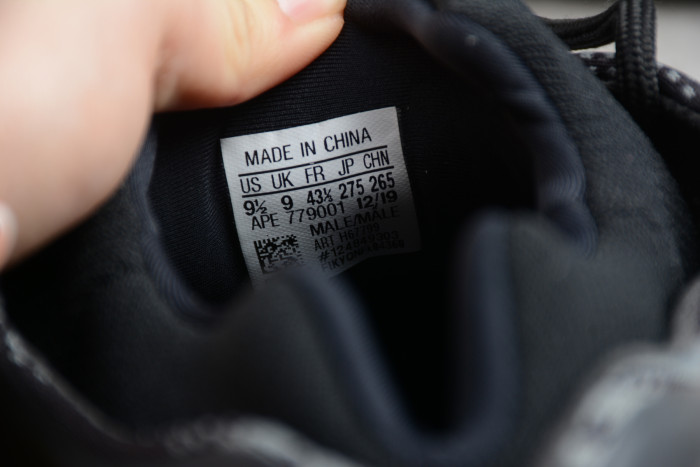 MADE IN CHINA
US UK FR JP CHN
9½ 9 43⅓ 275 265
APE 779001 12/19
MALE/MALE
ART